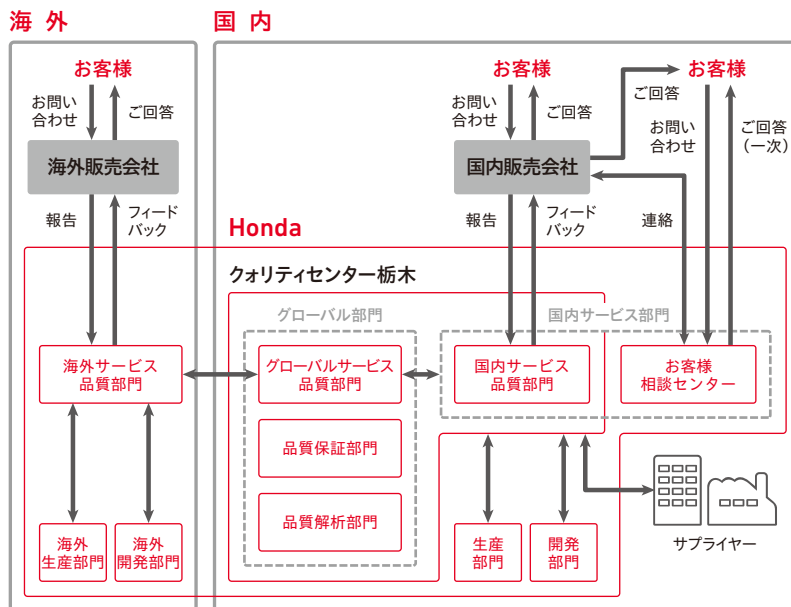 海 外
国 内
お客様
お客様
お客様
お問い
合わせ
ご回答
お問い
合わせ
ご回答
ご回答
お問い
合わせ
ご回答
（一次）
海外販売会社
国内販売会社
報告
フィード
バック
報告
フィード
バック
連絡
Honda
クォリティセンター栃木
グローバル部門
国内サービス部門
海外サービス
品質部門
グローバルサービス
品質部門
国内サービス
品質部門
お客様
相談センター
品質保証部門
品質解析部門
海外
生産部門
海外
開発部門
生産
部門
開発
部門
サプライヤー